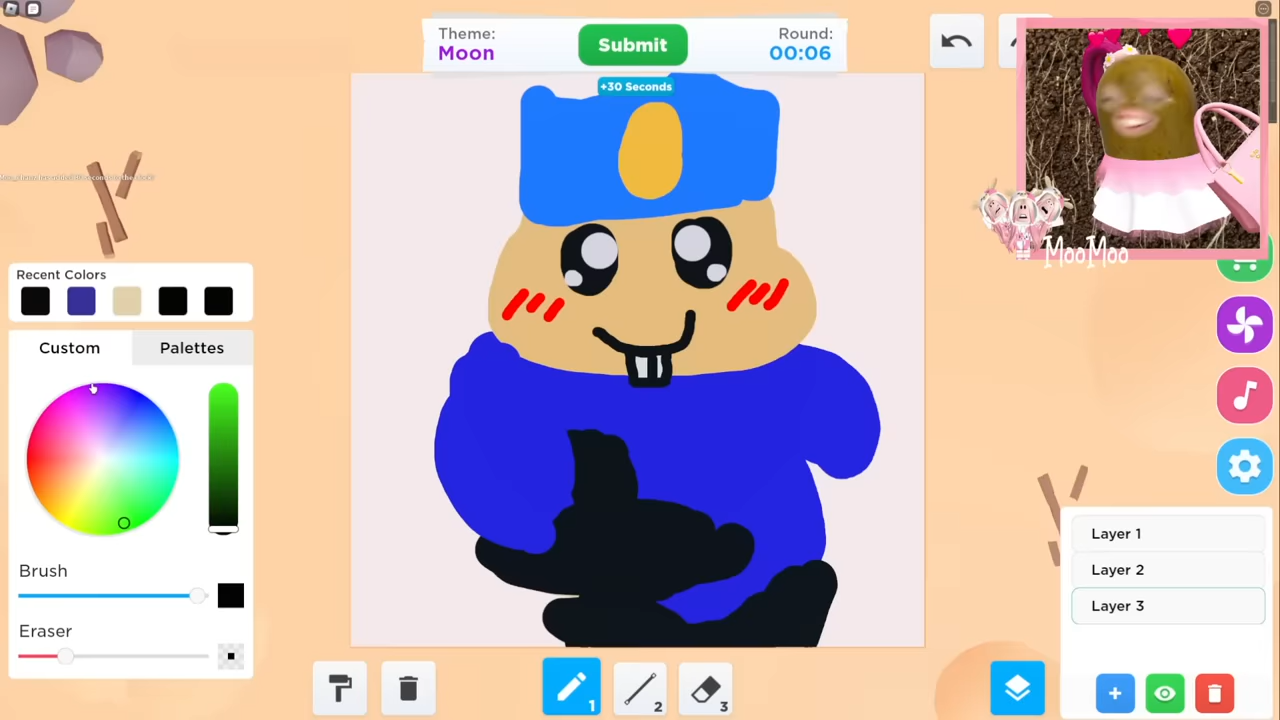 Theme:
Moon
Submit
Round:
00:06
+30 Seconds
MooMoo
Recent Colors
Custom
Palettes
Brush
Eraser
Layer 1
Layer 2
Layer 3
1
2
3